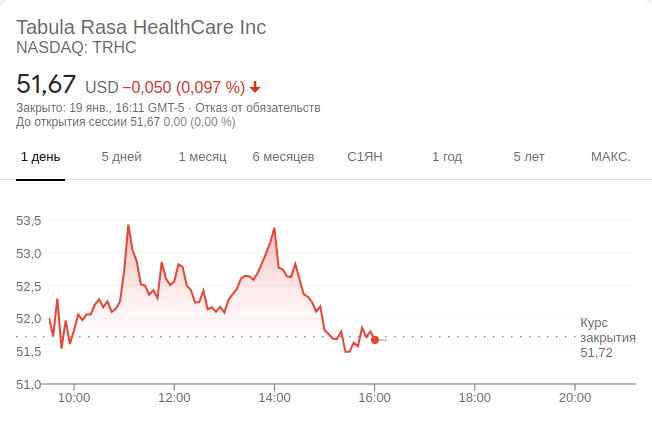 Tabula Rasa HealthCare Inc
NASDAQ: TRHC
51,67 USD −0,050 (0,097 %)
Закрыто: 19 янв., 16:11 GMT-5 · Отказ от обязательств
До открытия сессии 51,67 0,00 (0,00 %)
1 день 5 дней 1 месяц 6 месяцев С1ЯН 1 год 5 лет МАКС.
53,5
53,0
52,5
52,0
51,5
51,0
Курс
закрытия
51,72
10:00 12:00 14:00 16:00 18:00 20:00